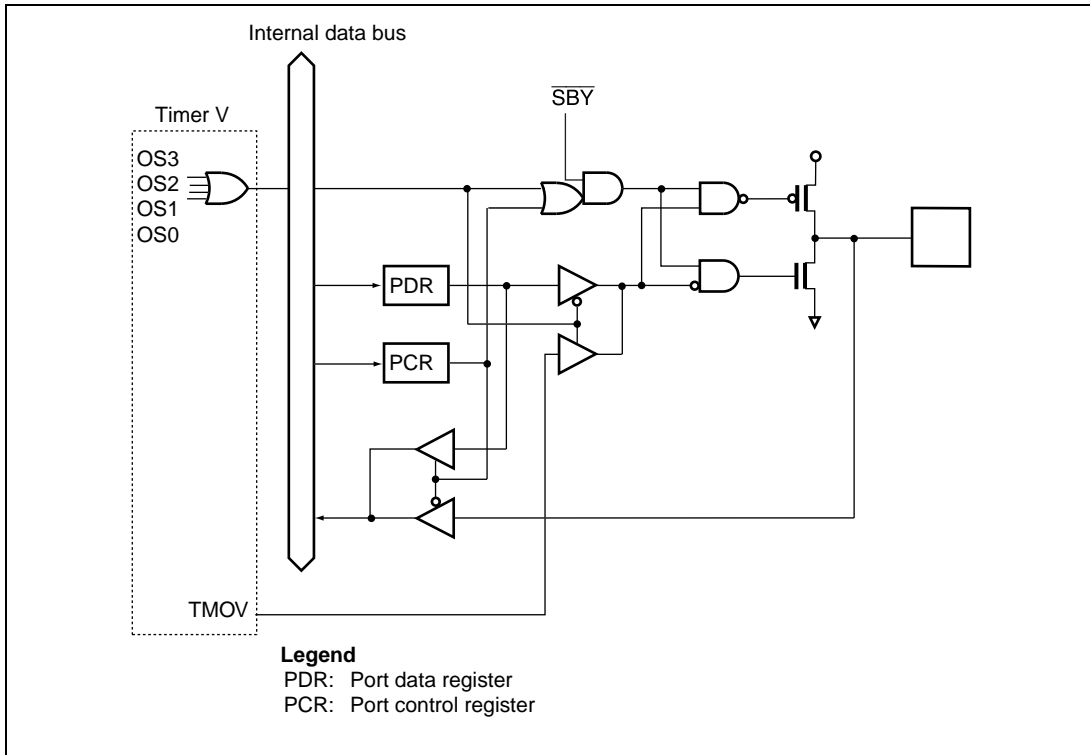 Internal data bus
S̅B̅Y̅
Timer V
OS3
OS2
OS1
OS0
PDR
PCR
TMOV
Legend
PDR: Port data register
PCR: Port control register